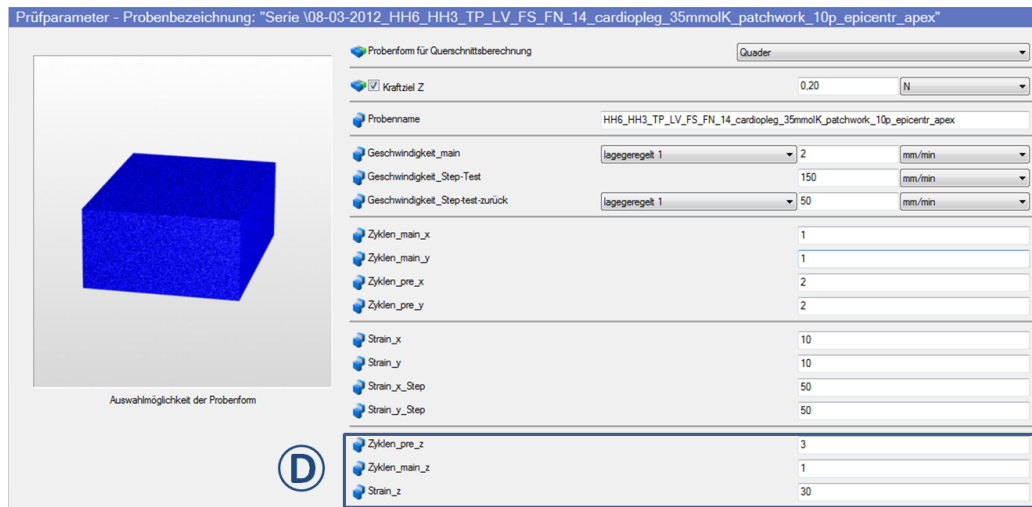 Prüfparameter - Probenbezeichnung: "Serie \08-03-2012_HH6_HH3_TP_LV_FS_FN_14_cardiopleg_35mmolK_patchwork_10p_epicentr_apex"
Probenform für Querschnittsberechnung Quader
Kraftziel Z 0,20 N
Probenname HH6_HH3_TP_LV_FS_FN_14_cardiopleg_35mmolK_patchwork_10p_epicentr_apex
Geschwindigkeit_main lagegeregelt 1 2 mm/min
Geschwindigkeit_Step-Test 150 mm/min
Geschwindigkeit_Step-test-zurück lagegeregelt 1 50 mm/min
Zyklen_main_x 1
Zyklen_main_y 1
Zyklen_pre_x 2
Zyklen_pre_y 2
Strain_x 10
Strain_y 10
Strain_x_Step 50
Strain_y_Step 50
Auswahlmöglichkeit der Probenform
D
Zyklen_pre_z 3
Zyklen_main_z 1
Strain_z 30